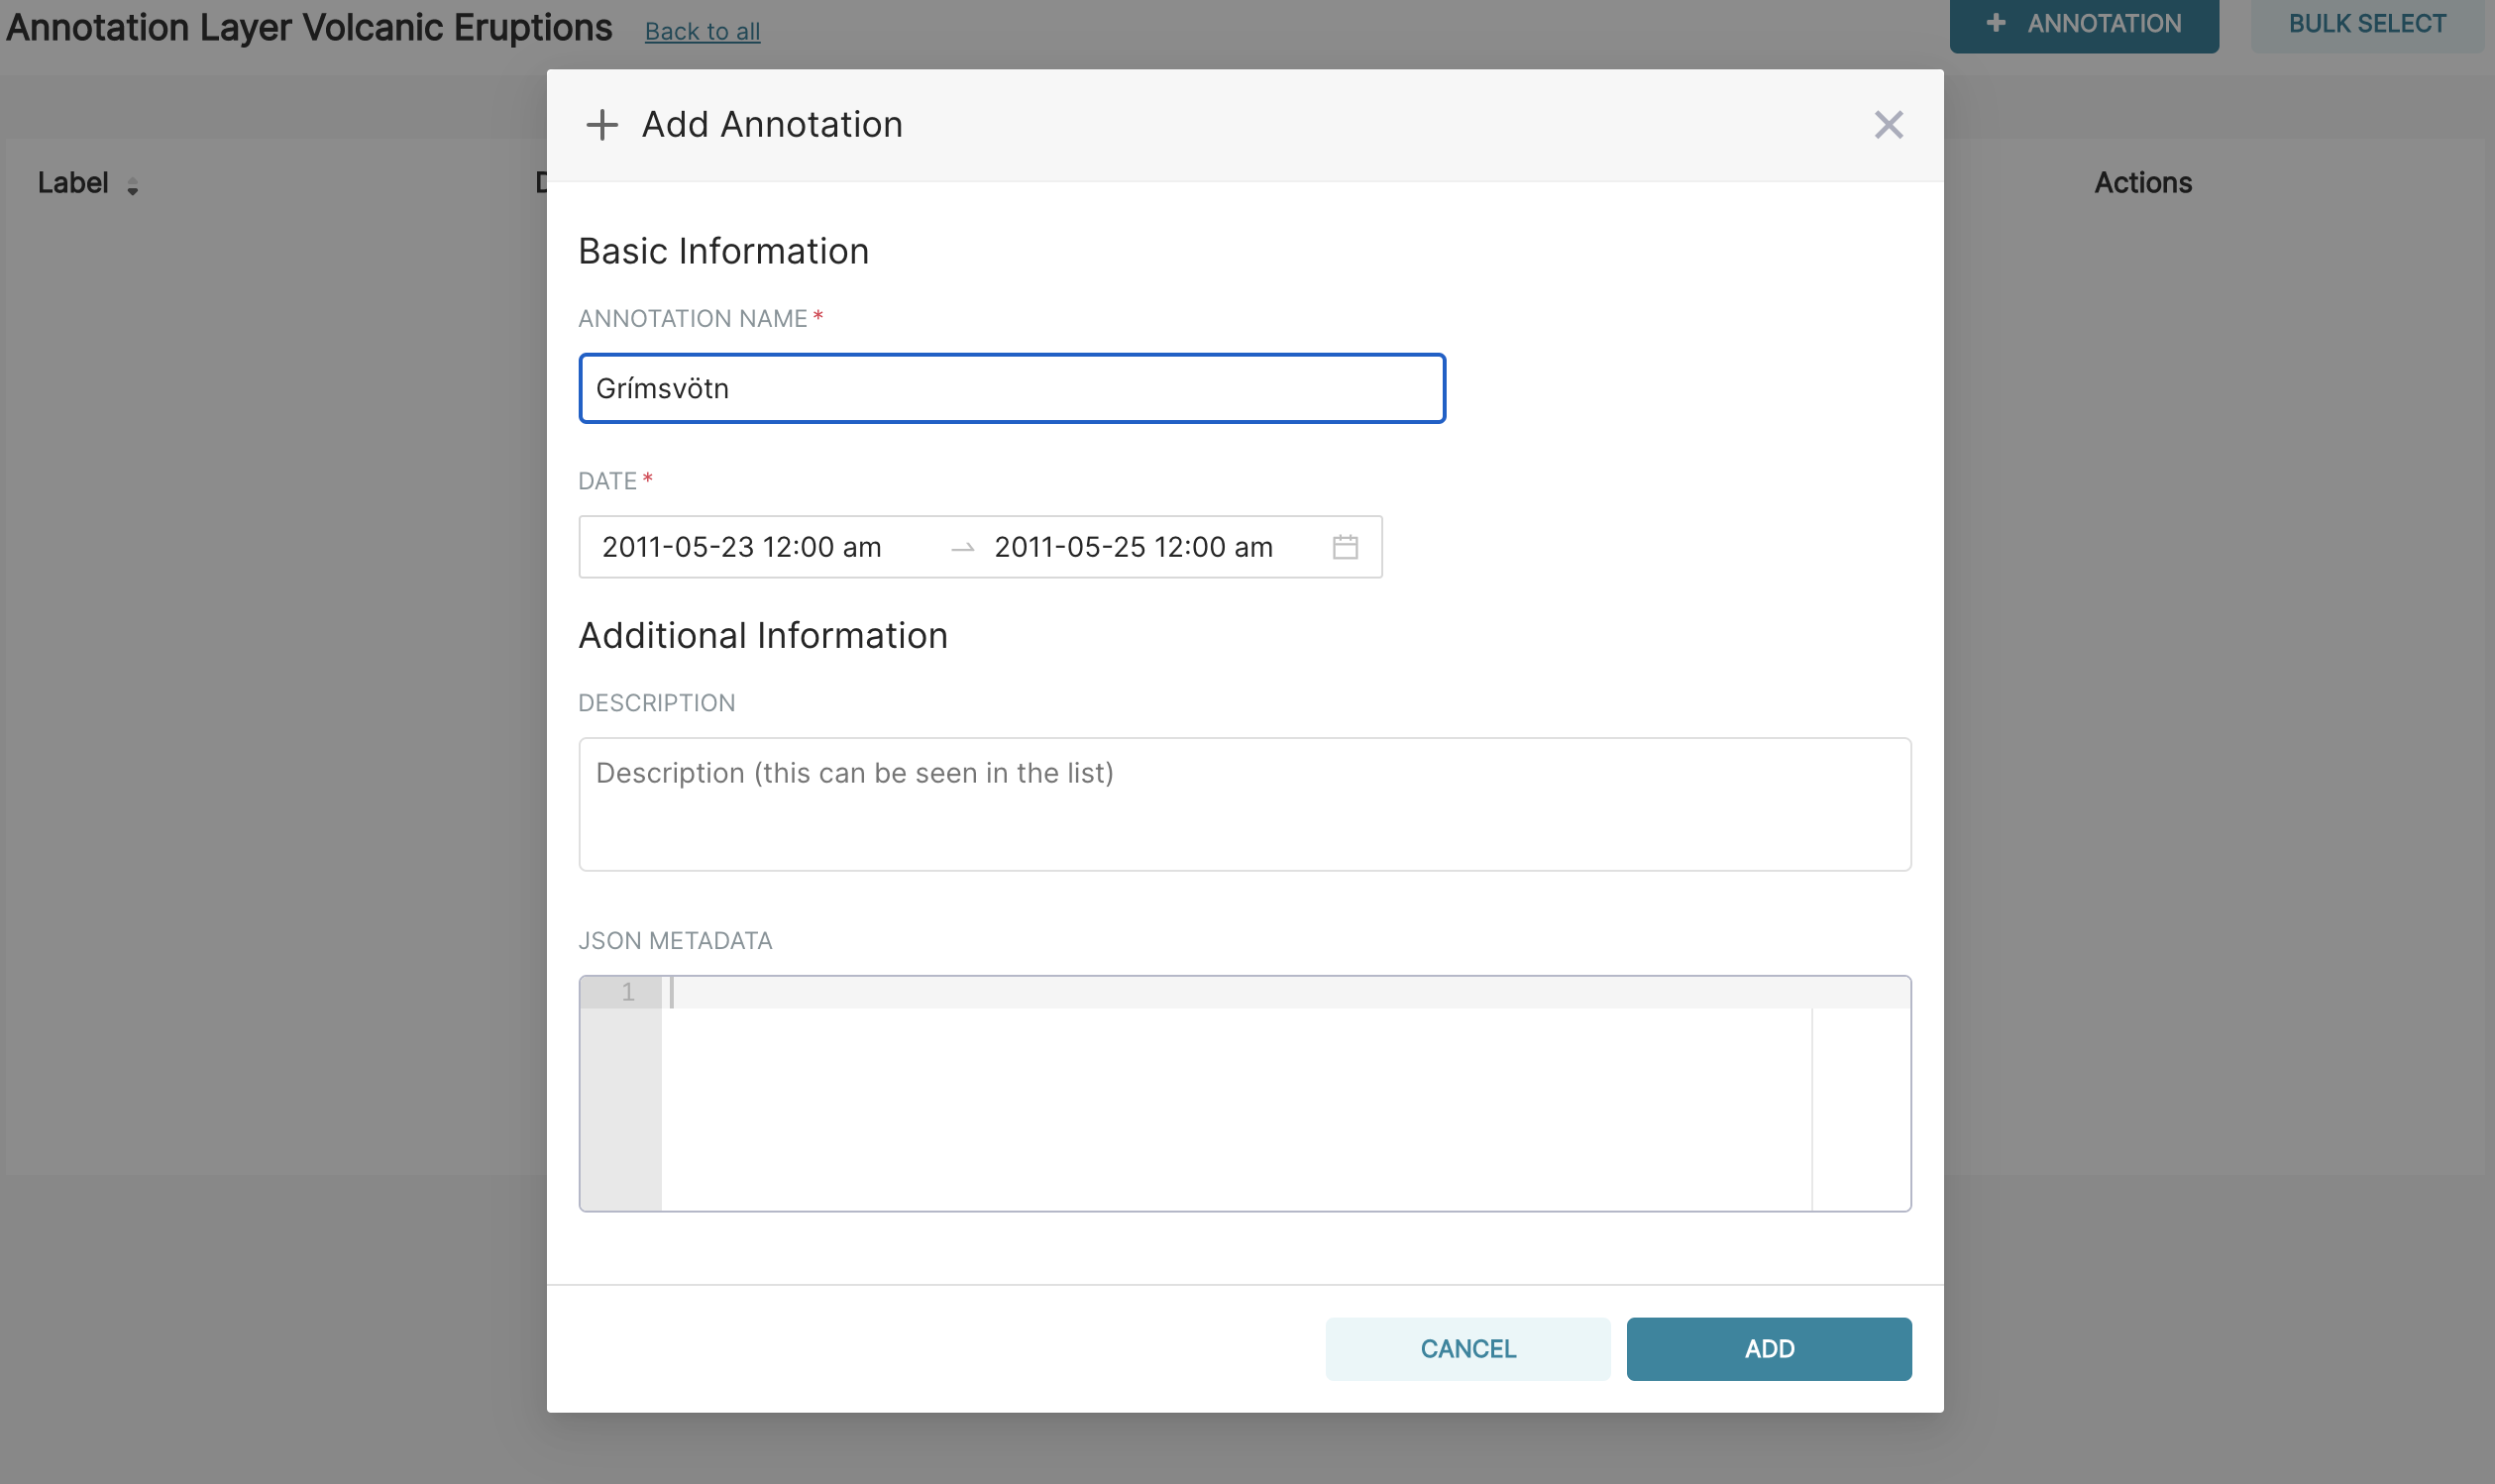 Annotation Layer Volcanic Eruptions Back to all + ANNOTATION BULK SELECT
+ Add Annotation
Label Actions
Basic Information
ANNOTATION NAME *
Grímsvötn
DATE *
2011-05-23 12:00 am → 2011-05-25 12:00 am
Additional Information
DESCRIPTION
Description (this can be seen in the list)
JSON METADATA
1
CANCEL ADD